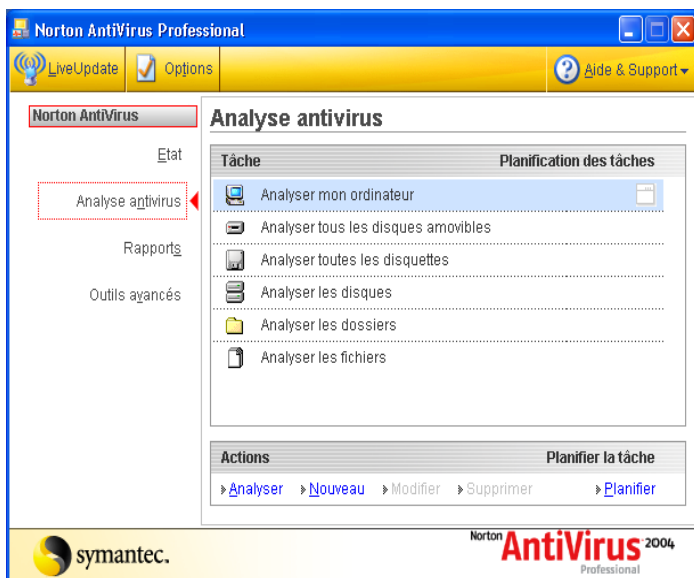 Norton AntiVirus Professional
LiveUpdate Options Aide & Support
Norton AntiVirus
Etat
Analyse antivirus
Rapports
Outils avancés
Analyse antivirus
Tâche Planification des tâches
Analyser mon ordinateur
Analyser tous les disques amovibles
Analyser toutes les disquettes
Analyser les disques
Analyser les dossiers
Analyser les fichiers
Actions Planifier la tâche
Analyser Nouveau Modifier Supprimer Planifier
symantec.
Norton AntiVirus 2004
Professional